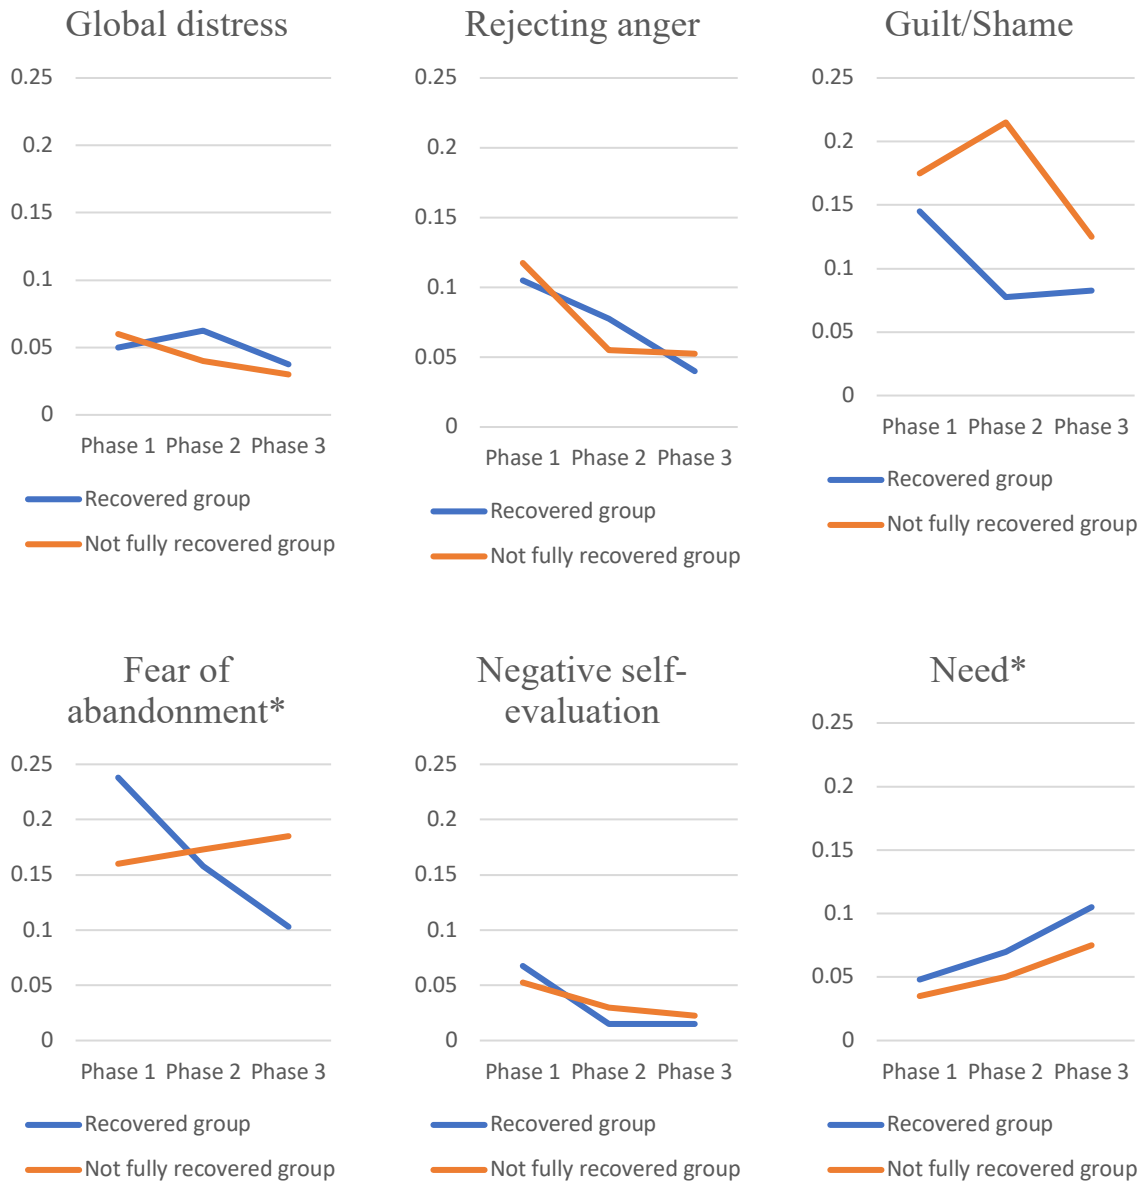 Global distress
0.25
0.2
0.15
0.1
0.05
0
Phase 1 Phase 2 Phase 3
Recovered group
Not fully recovered group
Rejecting anger
0.25
0.2
0.15
0.1
0.05
0
Phase 1 Phase 2 Phase 3
Recovered group
Not fully recovered group
Guilt/Shame
0.25
0.2
0.15
0.1
0.05
0
Phase 1 Phase 2 Phase 3
Recovered group
Not fully recovered group
Fear of
abandonment*
0.25
0.2
0.15
0.1
0.05
0
Phase 1 Phase 2 Phase 3
Recovered group
Not fully recovered group
Negative self-
evaluation
0.25
0.2
0.15
0.1
0.05
0
Phase 1 Phase 2 Phase 3
Recovered group
Not fully recovered group
Need*
0.25
0.2
0.15
0.1
0.05
0
Phase 1 Phase 2 Phase 3
Recovered group
Not fully recovered group